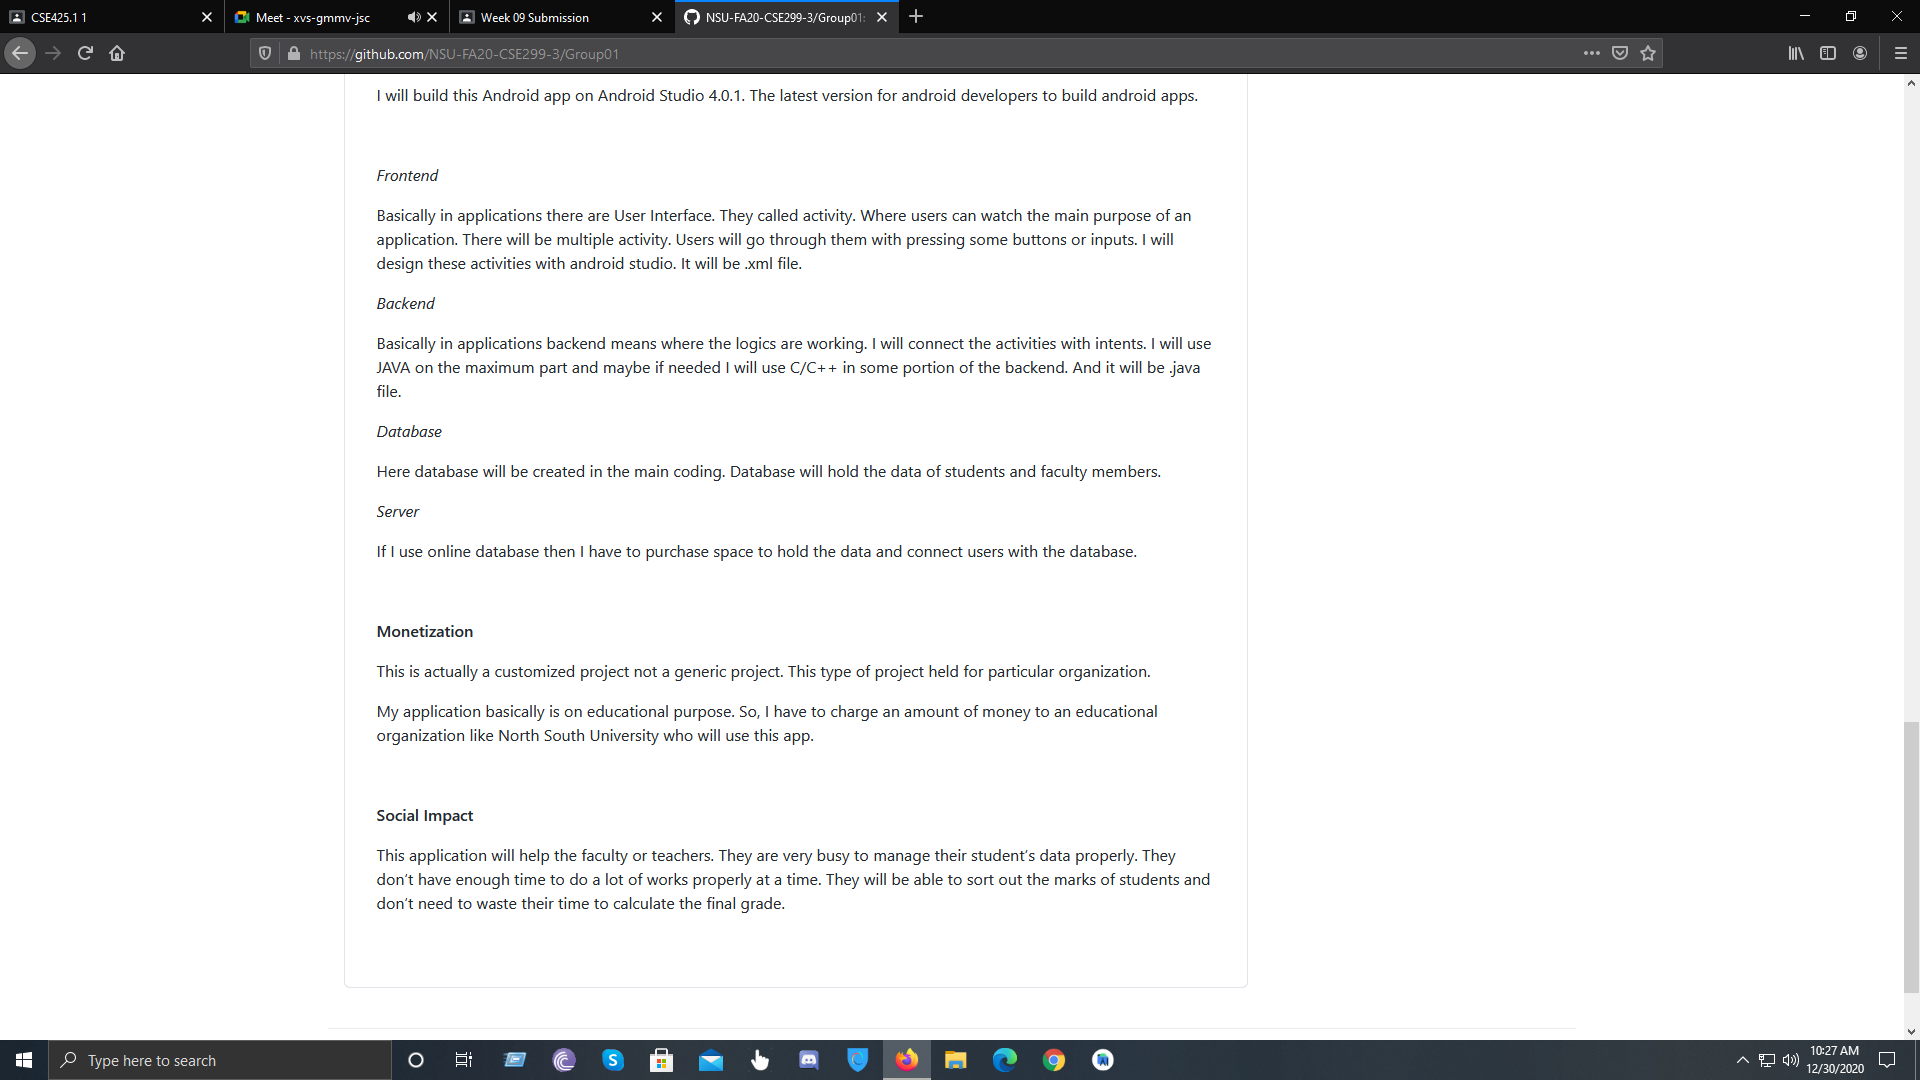 CSE425.1 1
Meet - xvs-gmmv-jsc
Week 09 Submission
NSU-FA20-CSE299-3/Group01:
https://github.com/NSU-FA20-CSE299-3/Group01
I will build this Android app on Android Studio 4.0.1. The latest version for android developers to build android apps.
Frontend
Basically in applications there are User Interface. They called activity. Where users can watch the main purpose of an
application. There will be multiple activity. Users will go through them with pressing some buttons or inputs. I will
design these activities with android studio. It will be .xml file.
Backend
Basically in applications backend means where the logics are working. I will connect the activities with intents. I will use
JAVA on the maximum part and maybe if needed I will use C/C++ in some portion of the backend. And it will be .java
file.
Database
Here database will be created in the main coding. Database will hold the data of students and faculty members.
Server
If I use online database then I have to purchase space to hold the data and connect users with the database.
Monetization
This is actually a customized project not a generic project. This type of project held for particular organization.
My application basically is on educational purpose. So, I have to charge an amount of money to an educational
organization like North South University who will use this app.
Social Impact
This application will help the faculty or teachers. They are very busy to manage their student's data properly. They
don't have enough time to do a lot of works properly at a time. They will be able to sort out the marks of students and
don't need to waste their time to calculate the final grade.
Type here to search
10:27 AM
12/30/2020